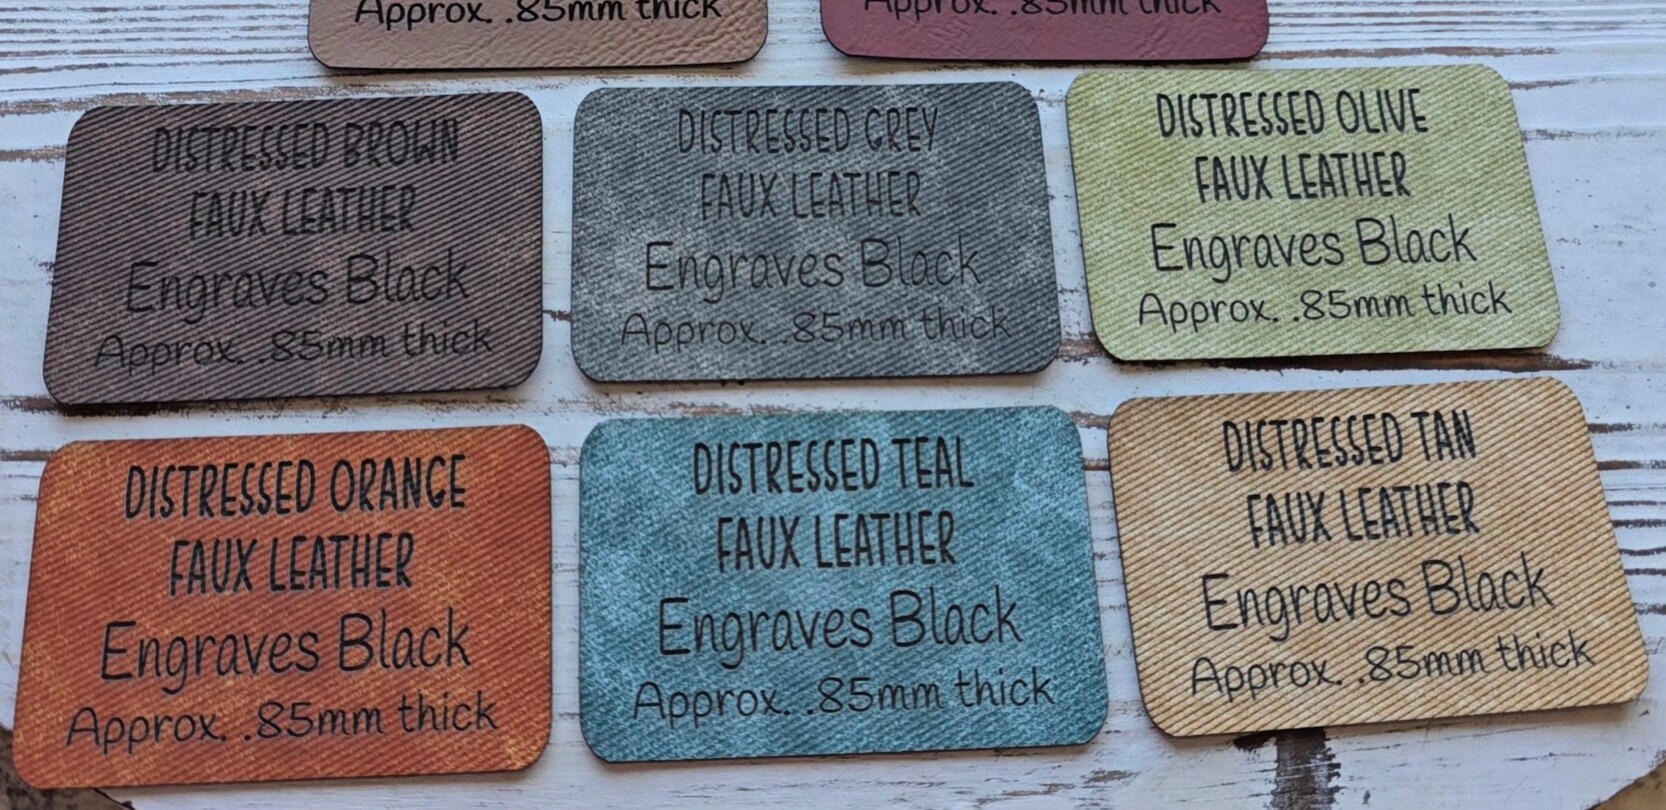 Approx. .85mm thick
Approx. .85mm thick
DISTRESSED BROWN
FAUX LEATHER
Engraves Black
Approx. .85mm thick
DISTRESSED GREY
FAUX LEATHER
Engraves Black
Approx. .85mm thick
DISTRESSED OLIVE
FAUX LEATHER
Engraves Black
Approx. .85mm thick
DISTRESSED ORANGE
FAUX LEATHER
Engraves Black
Approx. .85mm thick
DISTRESSED TEAL
FAUX LEATHER
Engraves Black
Approx. .85mm thick
DISTRESSED TAN
FAUX LEATHER
Engraves Black
Approx. .85mm thick